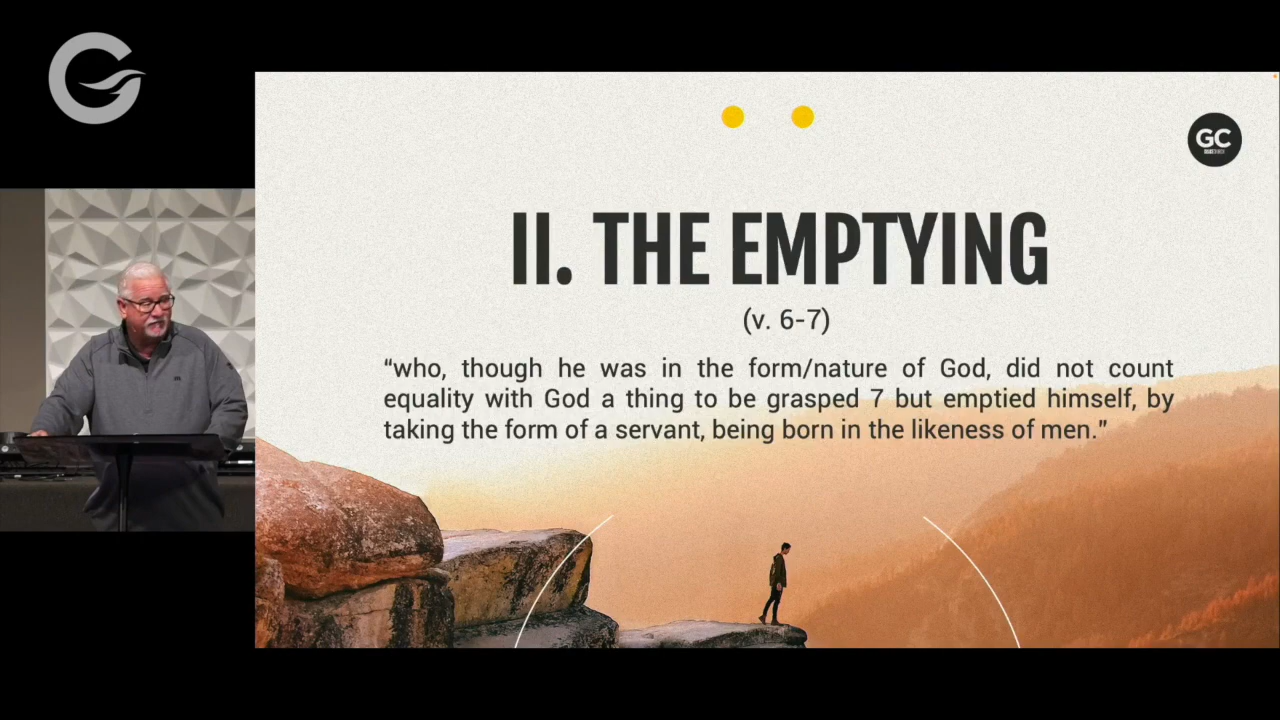 GC
II. THE EMPTYING
(v. 6-7)
“who, though he was in the form/nature of God, did not count
equality with God a thing to be grasped 7 but emptied himself, by
taking the form of a servant, being born in the likeness of men.”